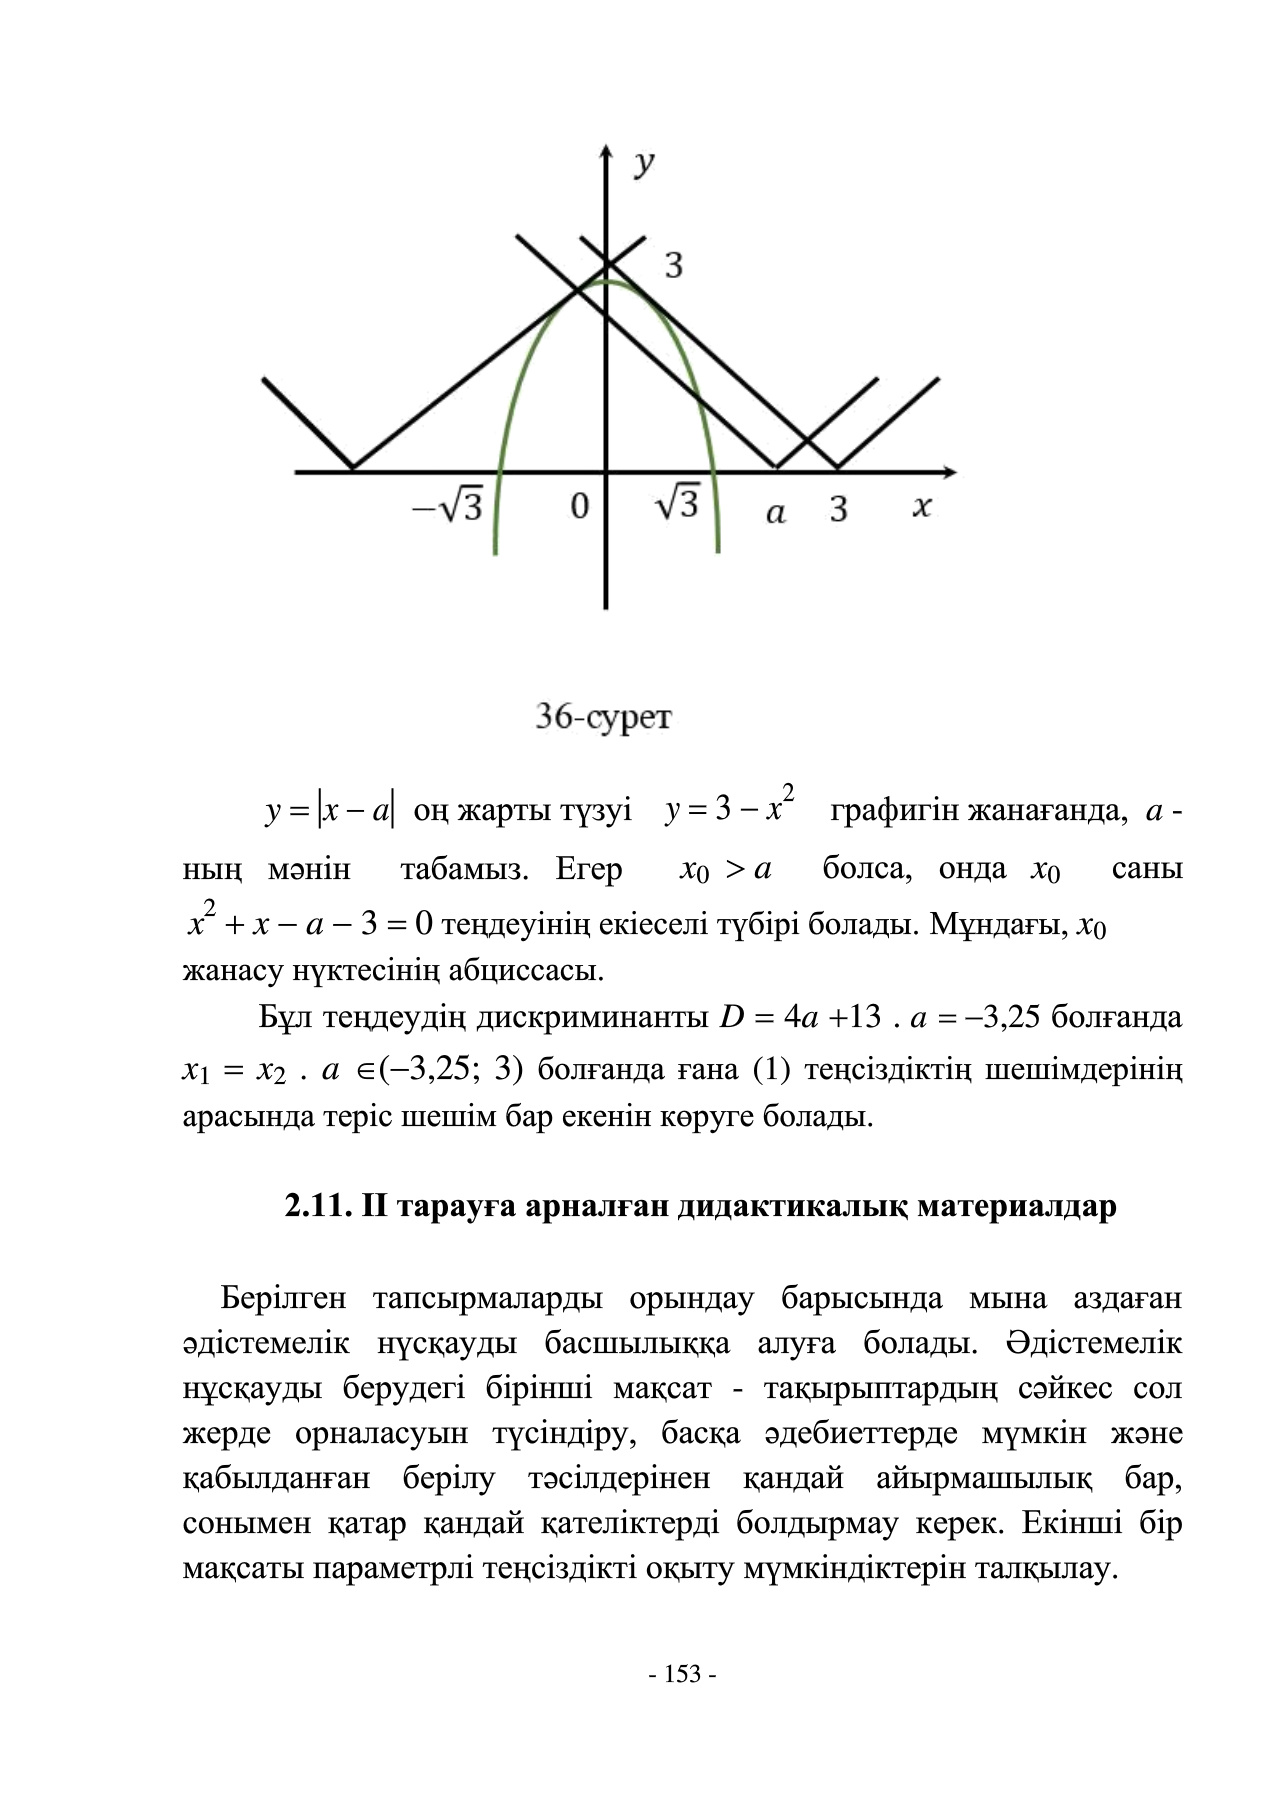 y
3
−√3 0 √3 a 3 x
36-сурет
y = |x − a| оң жарты түзуі y = 3 − x² графигін жанағанда, a -
ның мәнін табамыз. Егер x₀ > a болса, онда x₀ саны
x² + x − a − 3 = 0 теңдеуінің екіеселі түбірі болады. Мұндағы, x₀
жанасу нүктесінің абциссасы.
Бұл теңдеудің дискриминанты D = 4a +13 . a = −3,25 болғанда
x₁ = x₂ . a ∈(−3,25; 3) болғанда ғана (1) теңсіздіктің шешімдерінің
арасында теріс шешім бар екенін көруге болады.
2.11. II тарауға арналған дидактикалық материалдар
Берілген тапсырмаларды орындау барысында мына аздаған
әдістемелік нүсқауды басшылыққа алуға болады. Әдістемелік
нұсқауды берудегі бірінші мақсат - тақырыптардың сәйкес сол
жерде орналасуын түсіндіру, басқа әдебиеттерде мүмкін және
қабылданған берілу тәсілдерінен қандай айырмашылық бар,
сонымен қатар қандай қателіктерді болдырмау керек. Екінші бір
мақсаты параметрлі теңсіздікті оқыту мүмкіндіктерін талқылау.
- 153 -